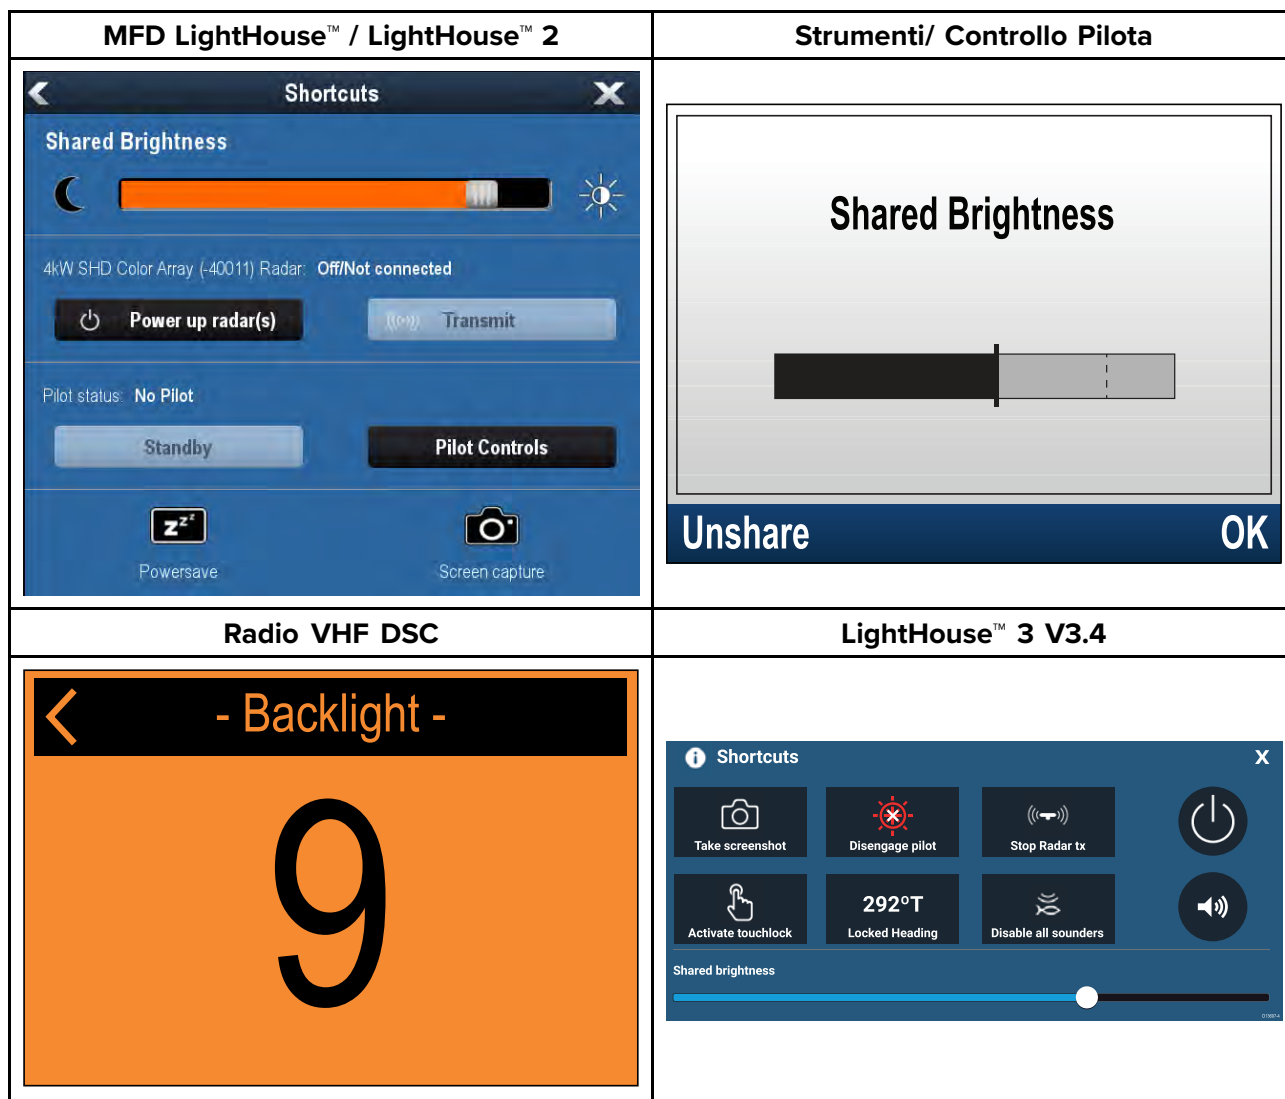 MFD LightHouse™ / LightHouse™ 2
Strumenti/ Controllo Pilota
Shortcuts
Shared Brightness
4kW SHD Color Array (-40011) Radar: Off/Not connected
Power up radar(s)
Transmit
Pilot status: No Pilot
Standby
Pilot Controls
zzz
Powersave
Screen capture
Shared Brightness
Unshare
OK
Radio VHF DSC
LightHouse™ 3 V3.4
- Backlight -
9
Shortcuts
X
Take screenshot
Disengage pilot
Stop Radar tx
Activate touchlock
292°T
Locked Heading
Disable all sounders
Shared brightness